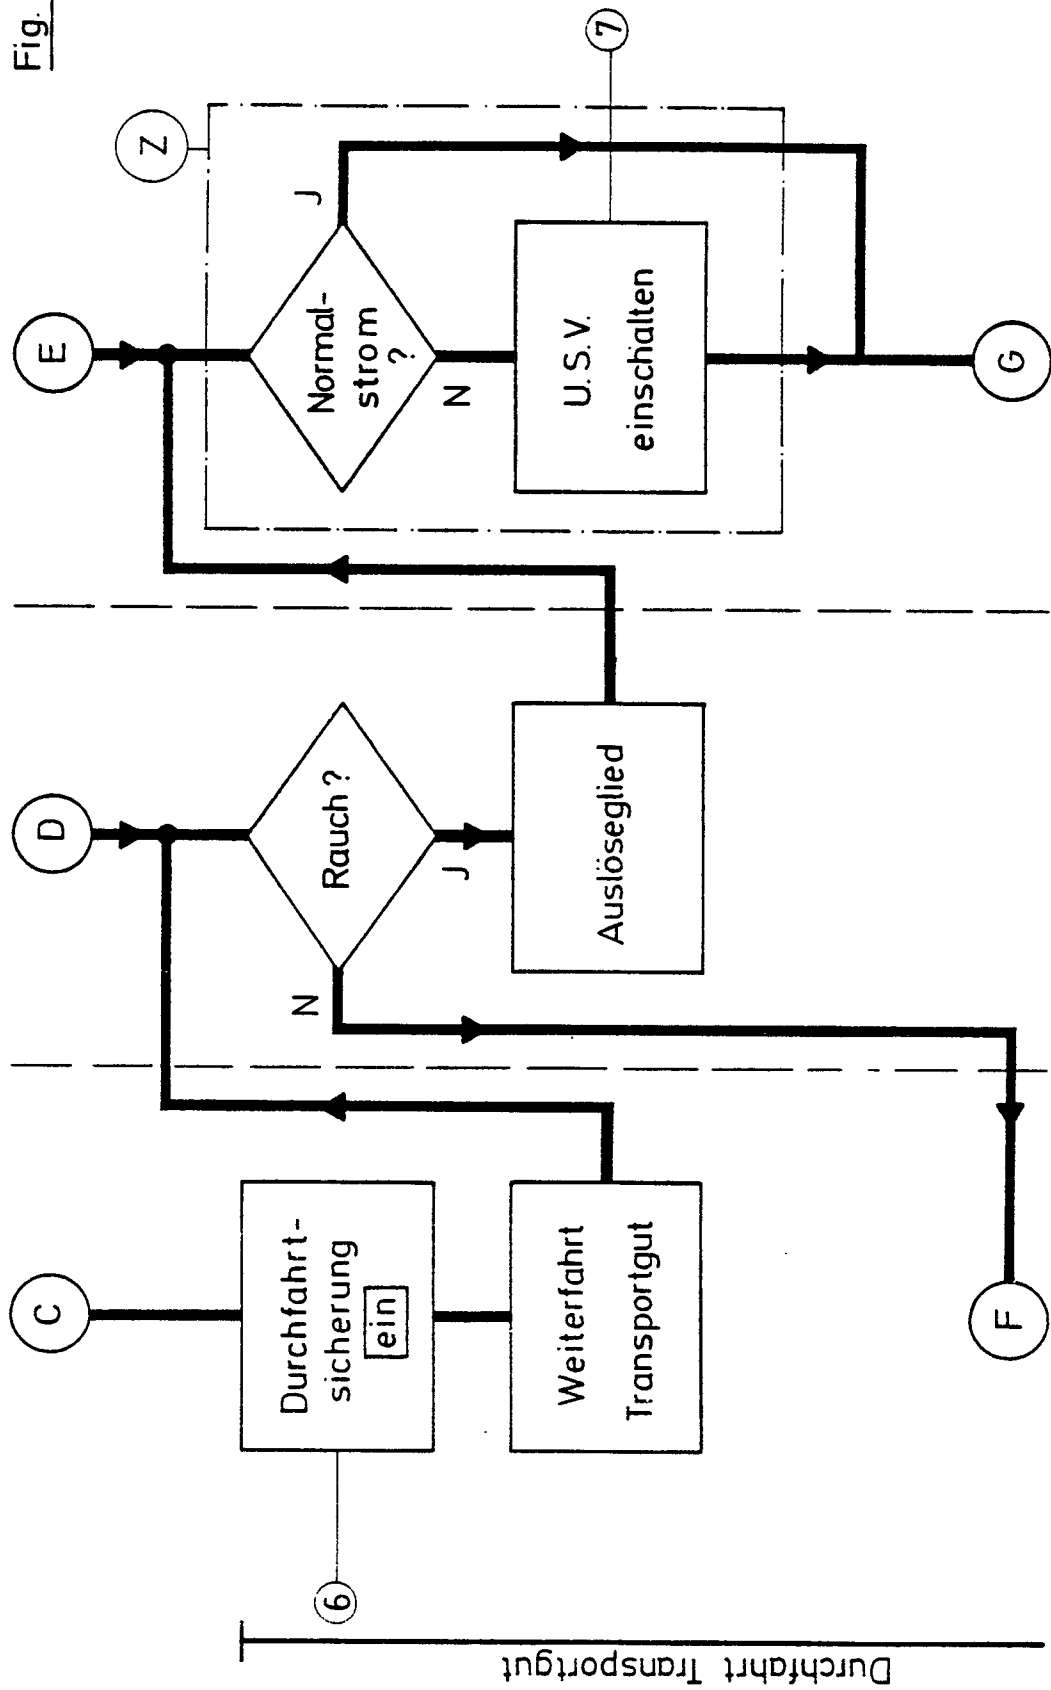 Fig.
C
Durchfahrt-
sicherung
ein
6
Weiterfahrt
Transportgut
D
Rauch?
N
J
Auslöseglied
F
E
Z
Normal-
strom
?
J
N
U.S.V.
einschalten
7
G
Durchfahrt Transportgut